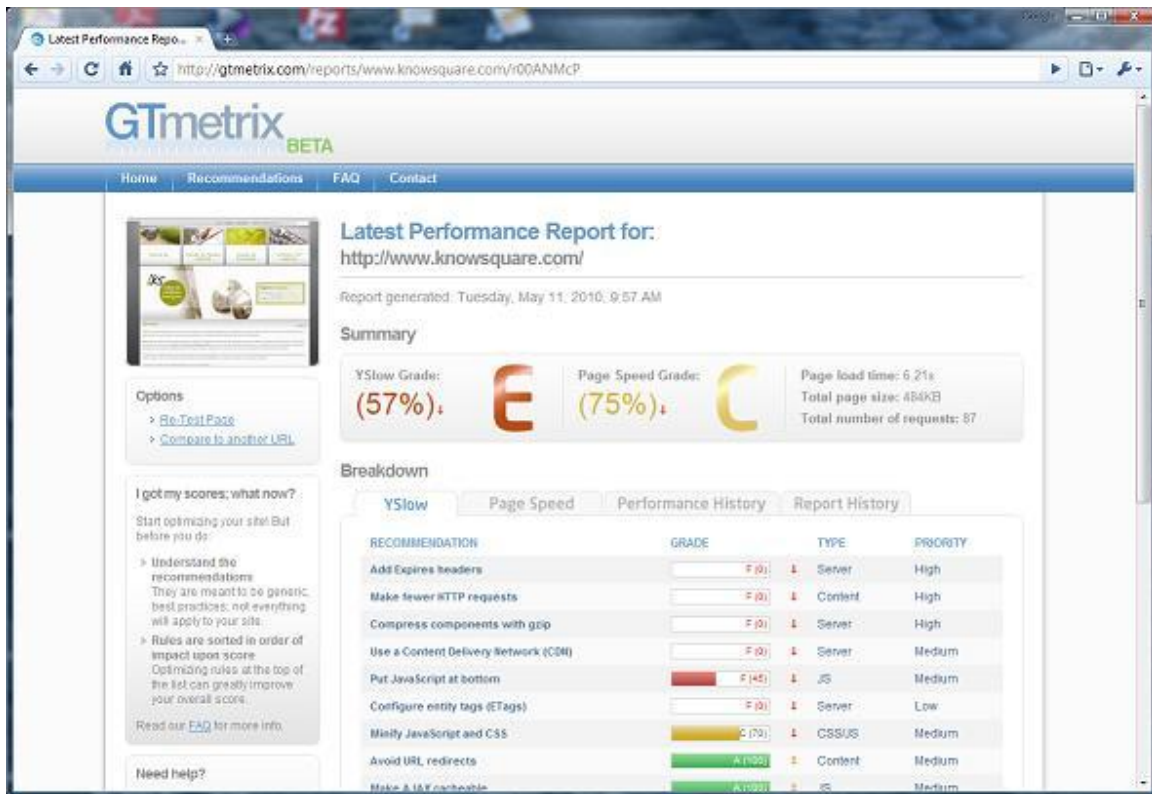 Latest Performance Repo...
http://gtmetrix.com/reports/www.knowsquare.com/r00ANMcP
GTmetrix BETA
Home Recommendations FAQ Contact
Latest Performance Report for:
http://www.knowsquare.com/
Report generated: Tuesday, May 11, 2010, 9:57 AM
Summary
YSlow Grade:
(57%)
E
Page Speed Grade:
(75%)
C
Page load time: 6.21s
Total page size: 484KB
Total number of requests: 87
Options
Re-Test Page
Compare to another URL
I got my scores; what now?
Start optimizing your site! But
before you do:
Understand the
recommendations
They are meant to be generic,
best practices; not everything
will apply to your site.
Rules are sorted in order of
impact upon score
Optimizing rules at the top of
the list can greatly improve
your overall score.
Read our FAQ for more info.
Need help?
Breakdown
YSlow Page Speed Performance History Report History
RECOMMENDATION GRADE TYPE PRIORITY
Add Expires headers F (0) Server High
Make fewer HTTP requests F (0) Content High
Compress components with gzip F (0) Server High
Use a Content Delivery Network (CDN) F (0) Server Medium
Put JavaScript at bottom F (45) JS Medium
Configure entity tags (ETags) F (0) Server Low
Minify JavaScript and CSS C (70) CSS/JS Medium
Avoid URL redirects A (100) Content Medium
Make AJAX cacheable A (100) JS Medium